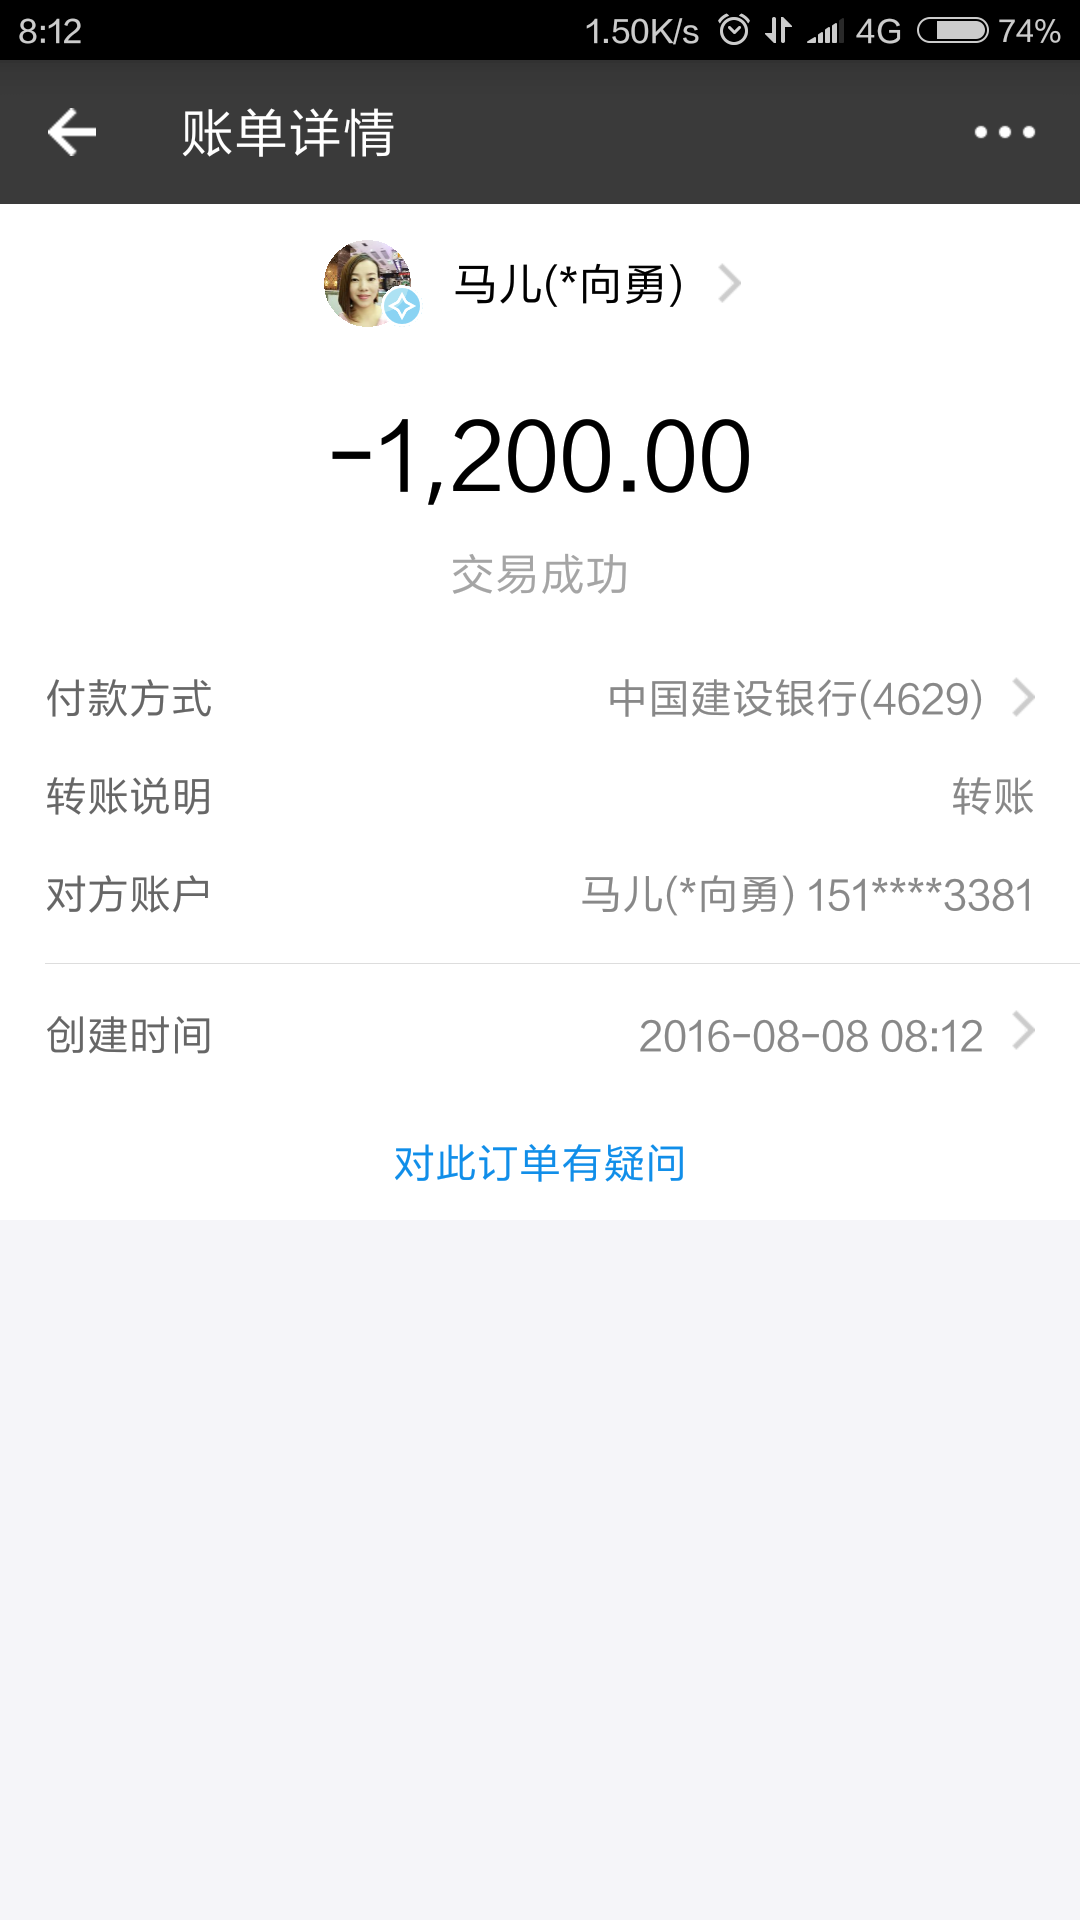 8:12 1.50K/s 4G 74%
账单详情
马儿(*向勇)
-1,200.00
交易成功
付款方式 中国建设银行(4629)
转账说明 转账
对方账户 马儿(*向勇) 151****3381
创建时间 2016-08-08 08:12
对此订单有疑问